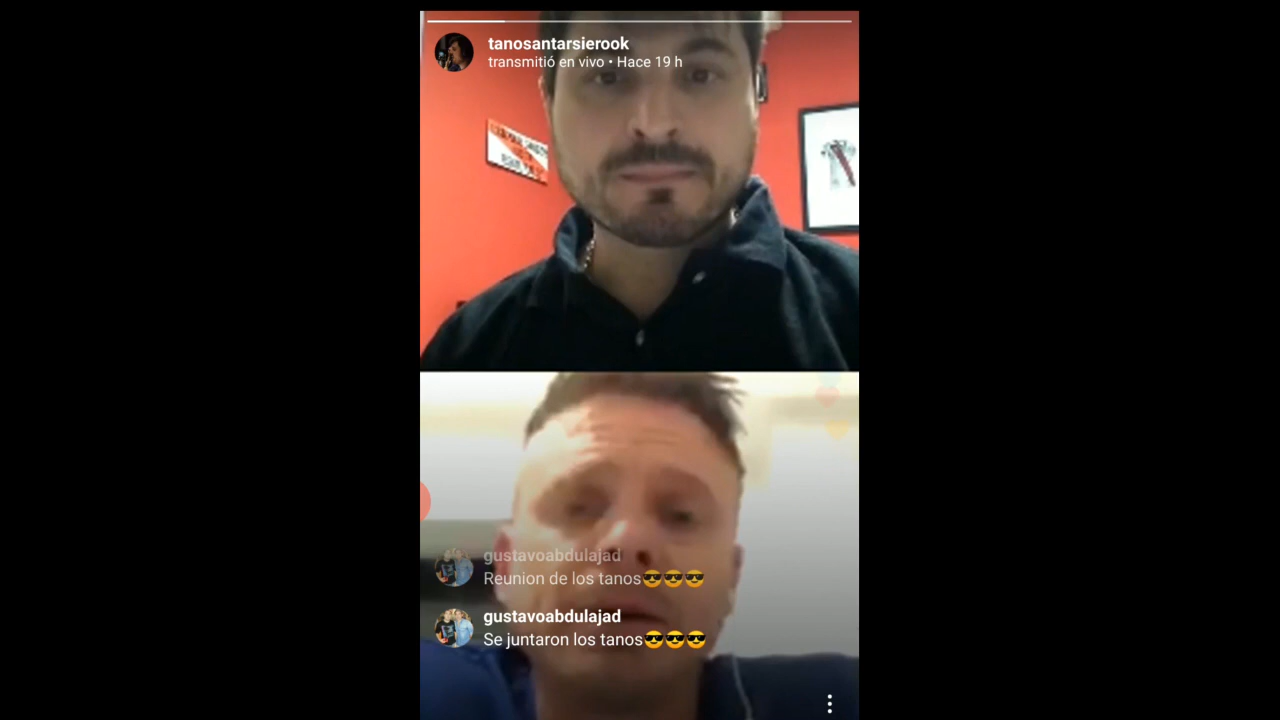 tanosantarsierook
transmitió en vivo • Hace 19 h
gustavoabdulajad
Reunion de los tanos😎😎😎
gustavoabdulajad
Se juntaron los tanos😎😎😎